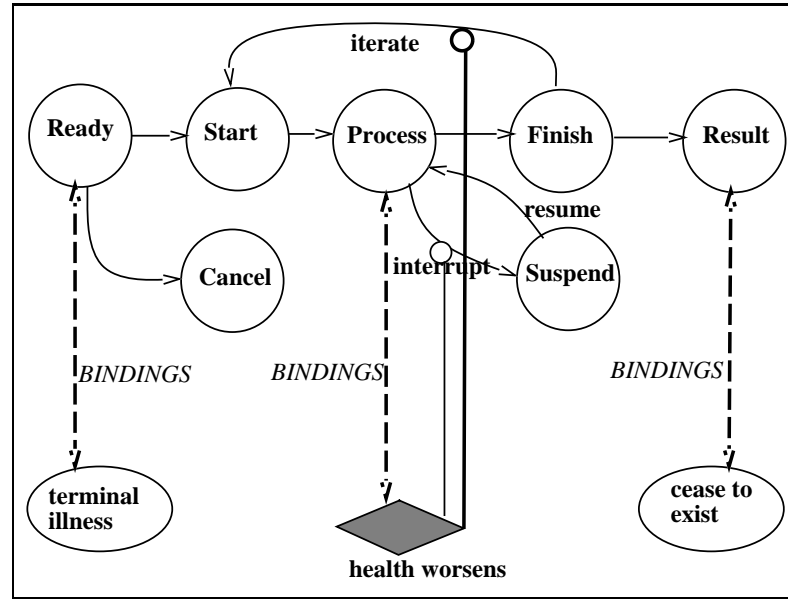 iterate
Ready
Start
Process
Finish
Result
resume
interrupt
Cancel
Suspend
BINDINGS
BINDINGS
BINDINGS
terminal
illness
cease to
exist
health worsens